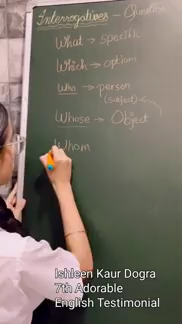 Interrogatives - Question
What → specific
Which → option
Who → person
(subject)
Whose → Object
Whom
Ishleen Kaur Dogra
7th Adorable
English Testimonial